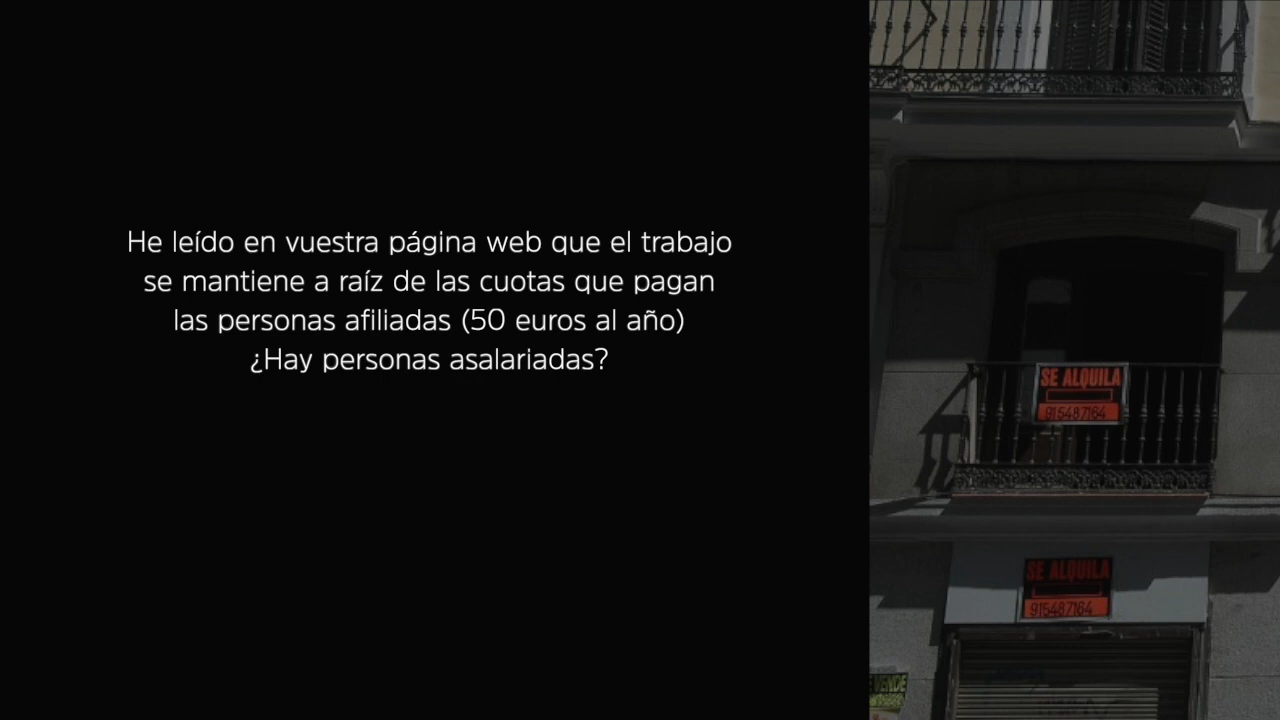 He leído en vuestra página web que el trabajo
se mantiene a raíz de las cuotas que pagan
las personas afiliadas (50 euros al año)
¿Hay personas asalariadas?
SE ALQUILA
915487164
SE ALQUILA
915487164
VENDE